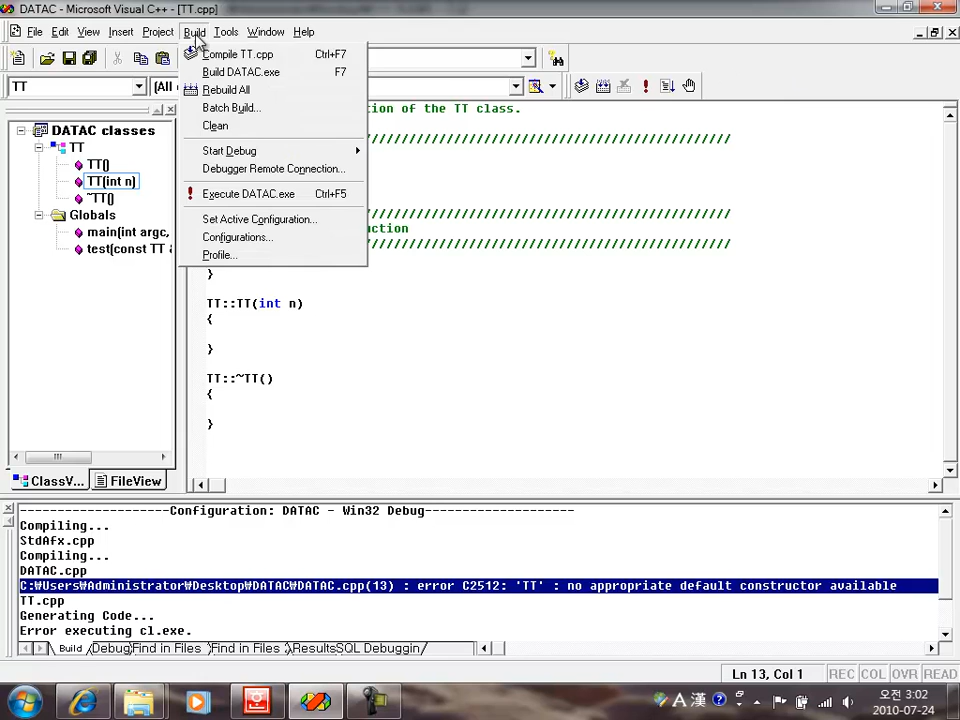 DATAC - Microsoft Visual C++ - [TT.cpp]
File Edit View Insert Project Build Tools Window Help
Compile TT.cpp Ctrl+F7
Build DATAC.exe F7
Rebuild All
Batch Build...
Clean
Start Debug
Debugger Remote Connection...
Execute DATAC.exe Ctrl+F5
Set Active Configuration...
Configurations...
Profile...
TT
(All
DATAC classes
TT
TT()
TT(int n)
~TT()
Globals
main(int argc,
test(const TT &
ClassV... FileView
tion of the TT class.
//////////////////////////////////////////////////
//////////////////////////////////////////////////
uction
//////////////////////////////////////////////////
}
TT::TT(int n)
{
}
TT::~TT()
{
}
--------------------Configuration: DATAC - Win32 Debug--------------------
Compiling...
StdAfx.cpp
Compiling...
DATAC.cpp
C:₩Users₩Administrator₩Desktop₩DATAC₩DATAC.cpp(13) : error C2512: 'TT' : no appropriate default constructor available
TT.cpp
Generating Code...
Error executing cl.exe.
Build Debug Find in Files Find in Files Results SQL Debuggin
Ln 13, Col 1 REC COL OVR READ
A 漢
오전 3:02
2010-07-24